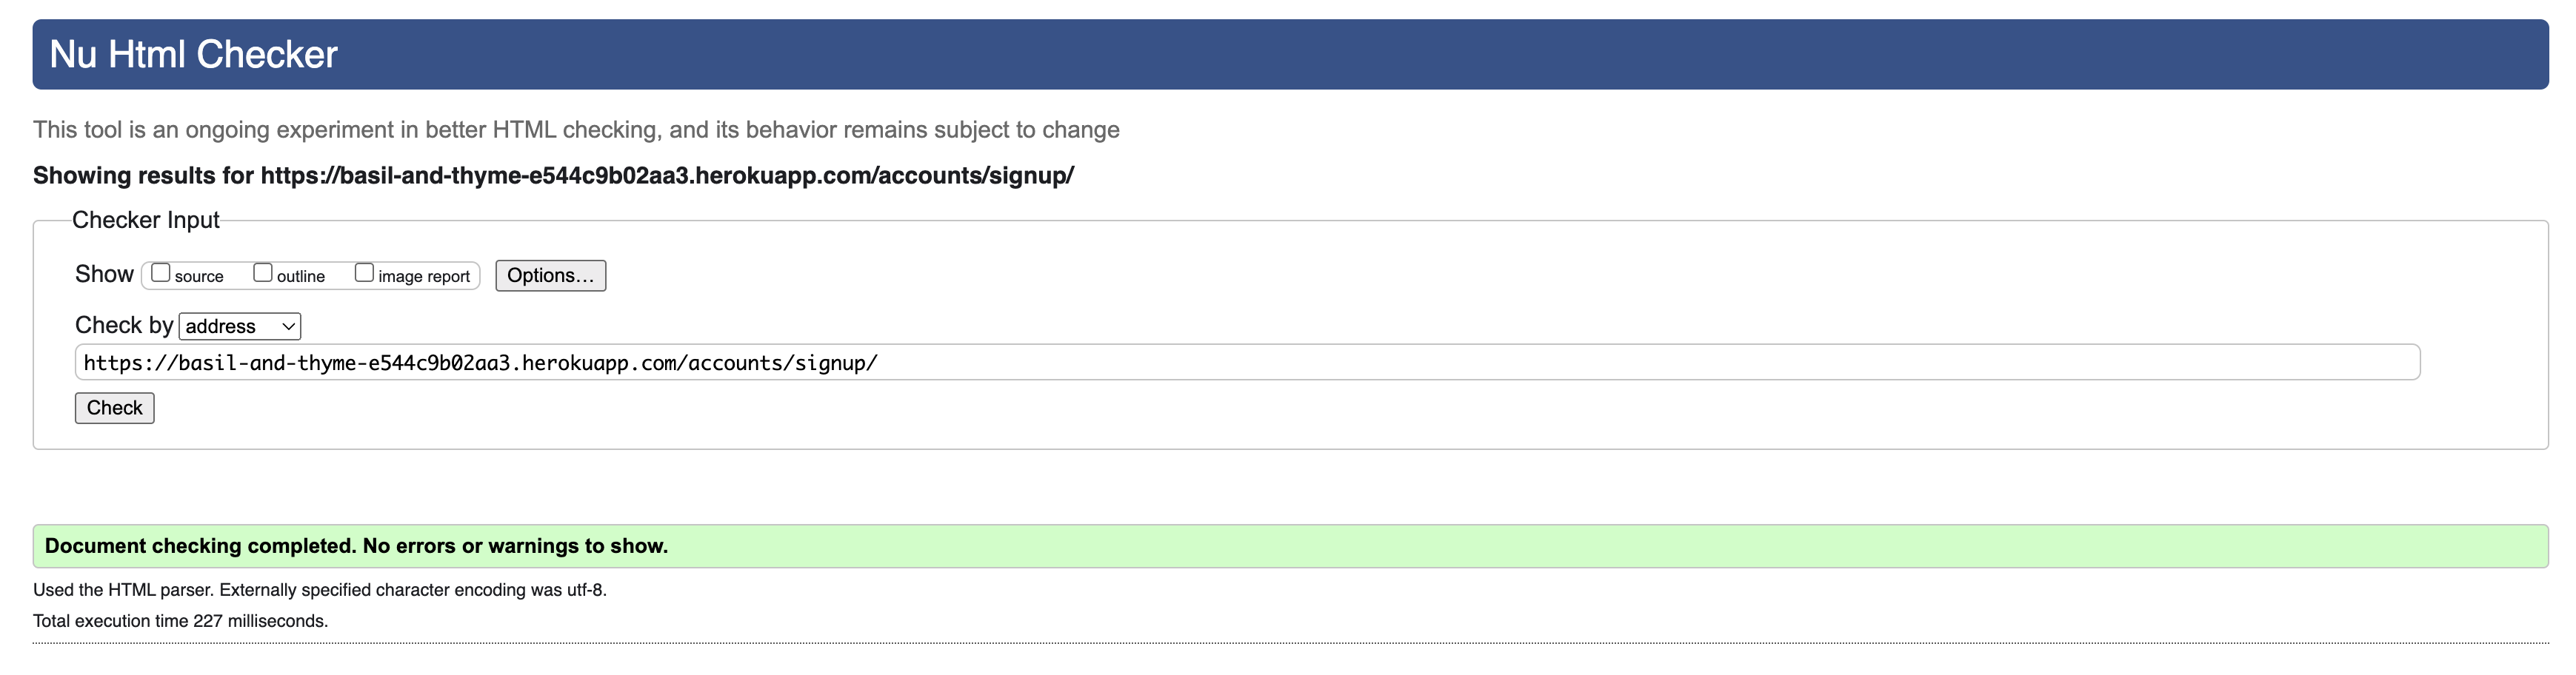 Nu Html Checker
This tool is an ongoing experiment in better HTML checking, and its behavior remains subject to change
Showing results for https://basil-and-thyme-e544c9b02aa3.herokuapp.com/accounts/signup/
Checker Input
Show source outline image report Options...
Check by address
https://basil-and-thyme-e544c9b02aa3.herokuapp.com/accounts/signup/
Check
Document checking completed. No errors or warnings to show.
Used the HTML parser. Externally specified character encoding was utf-8.
Total execution time 227 milliseconds.